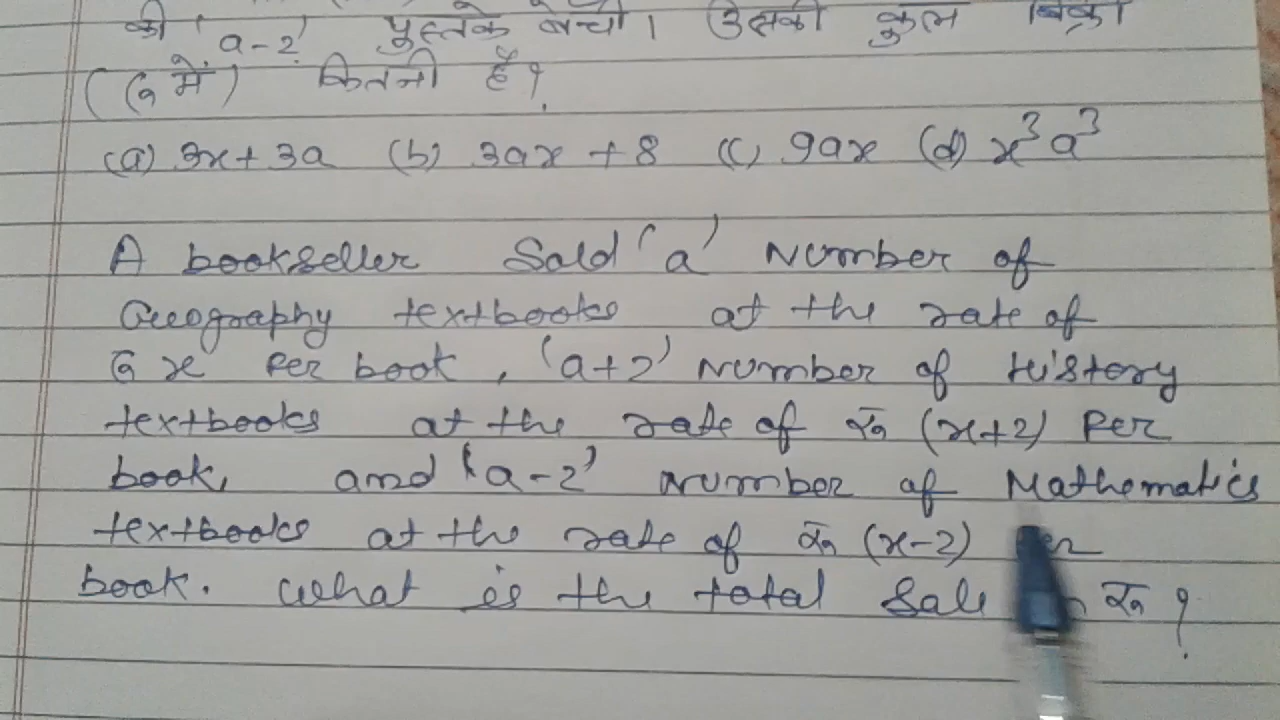 की 'a-2' पुस्तके बेची। उसकी कुल बिक्री
(रु में) कितनी है?
(a) 3x+3a (b) 3ax +8 (c) 9ax (d) x³a³
A bookseller Sold 'a' Number of
Geography textbooks at the rate of
रु x per book, 'a+2' Number of History
textbooks at the rate of रु (x+2) Per
book, and 'a-2' number of Mathematics
textbooks at the rate of रु (x-2)
book. What is the total Sale रु ?